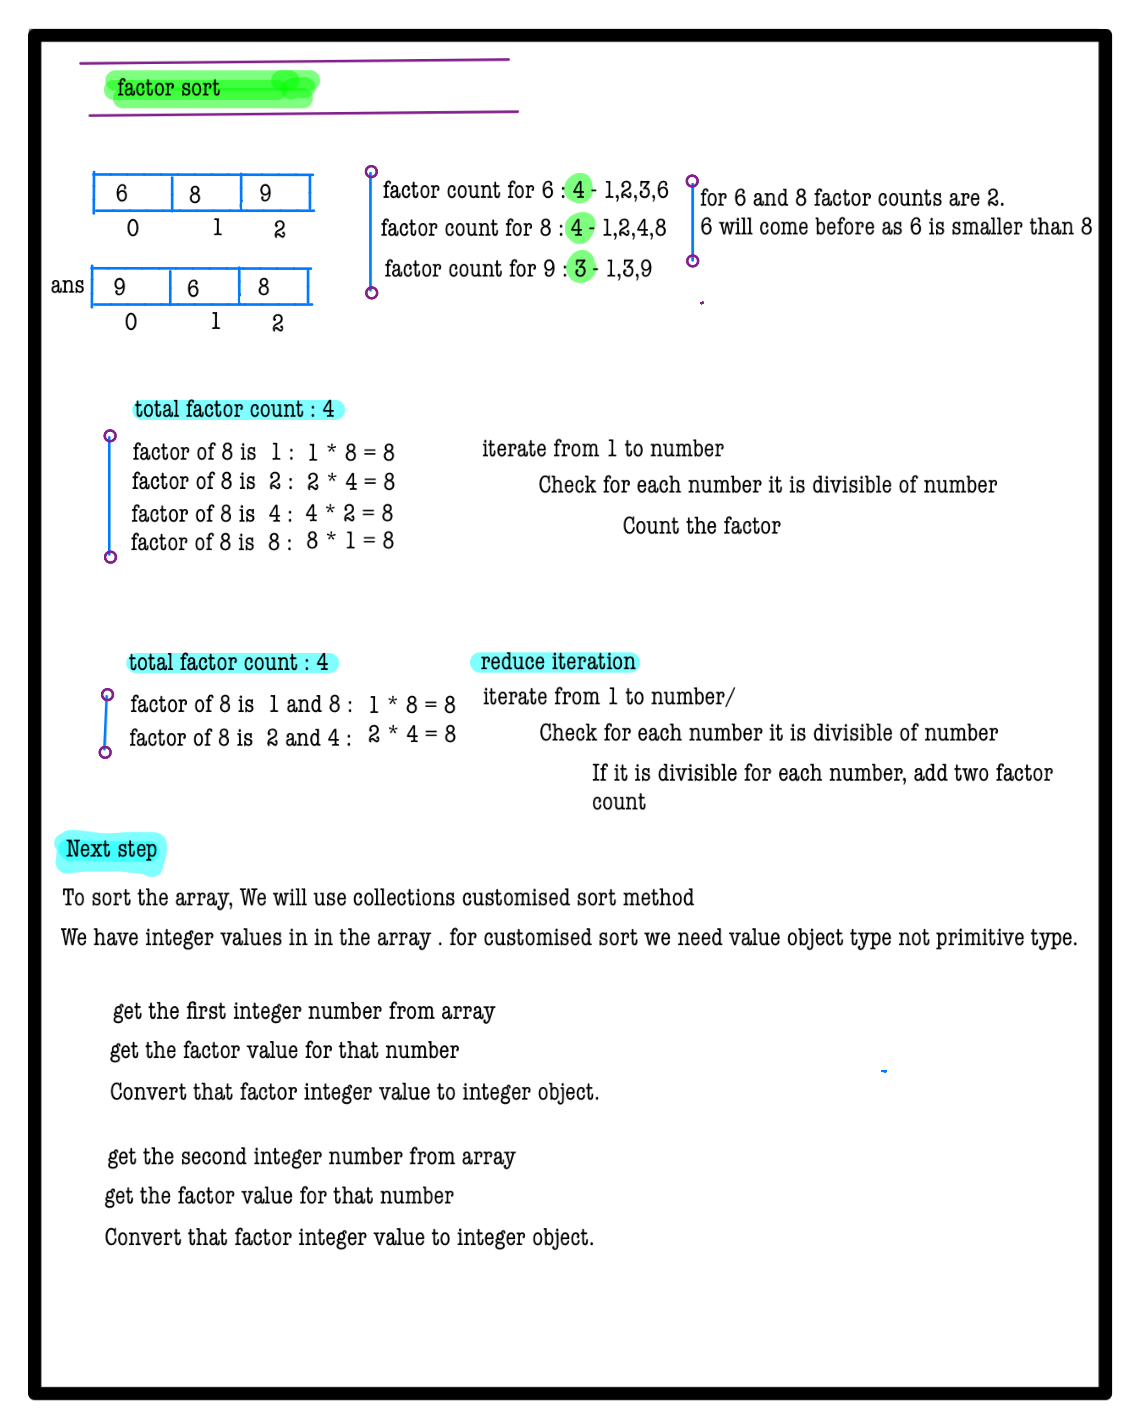 factor sort
6 8 9
0 1 2
ans 9 6 8
0 1 2
factor count for 6 : 4 - 1,2,3,6
factor count for 8 : 4 - 1,2,4,8
factor count for 9 : 3 - 1,3,9
for 6 and 8 factor counts are 2.
6 will come before as 6 is smaller than 8
total factor count : 4
factor of 8 is 1 : 1 * 8 = 8
factor of 8 is 2 : 2 * 4 = 8
factor of 8 is 4 : 4 * 2 = 8
factor of 8 is 8 : 8 * 1 = 8
iterate from 1 to number
Check for each number it is divisible of number
Count the factor
total factor count : 4
factor of 8 is 1 and 8 : 1 * 8 = 8
factor of 8 is 2 and 4 : 2 * 4 = 8
reduce iteration
iterate from 1 to number/
Check for each number it is divisible of number
If it is divisible for each number, add two factor
count
Next step
To sort the array, We will use collections customised sort method
We have integer values in in the array . for customised sort we need value object type not primitive type.
get the first integer number from array
get the factor value for that number
Convert that factor integer value to integer object.
get the second integer number from array
get the factor value for that number
Convert that factor integer value to integer object.